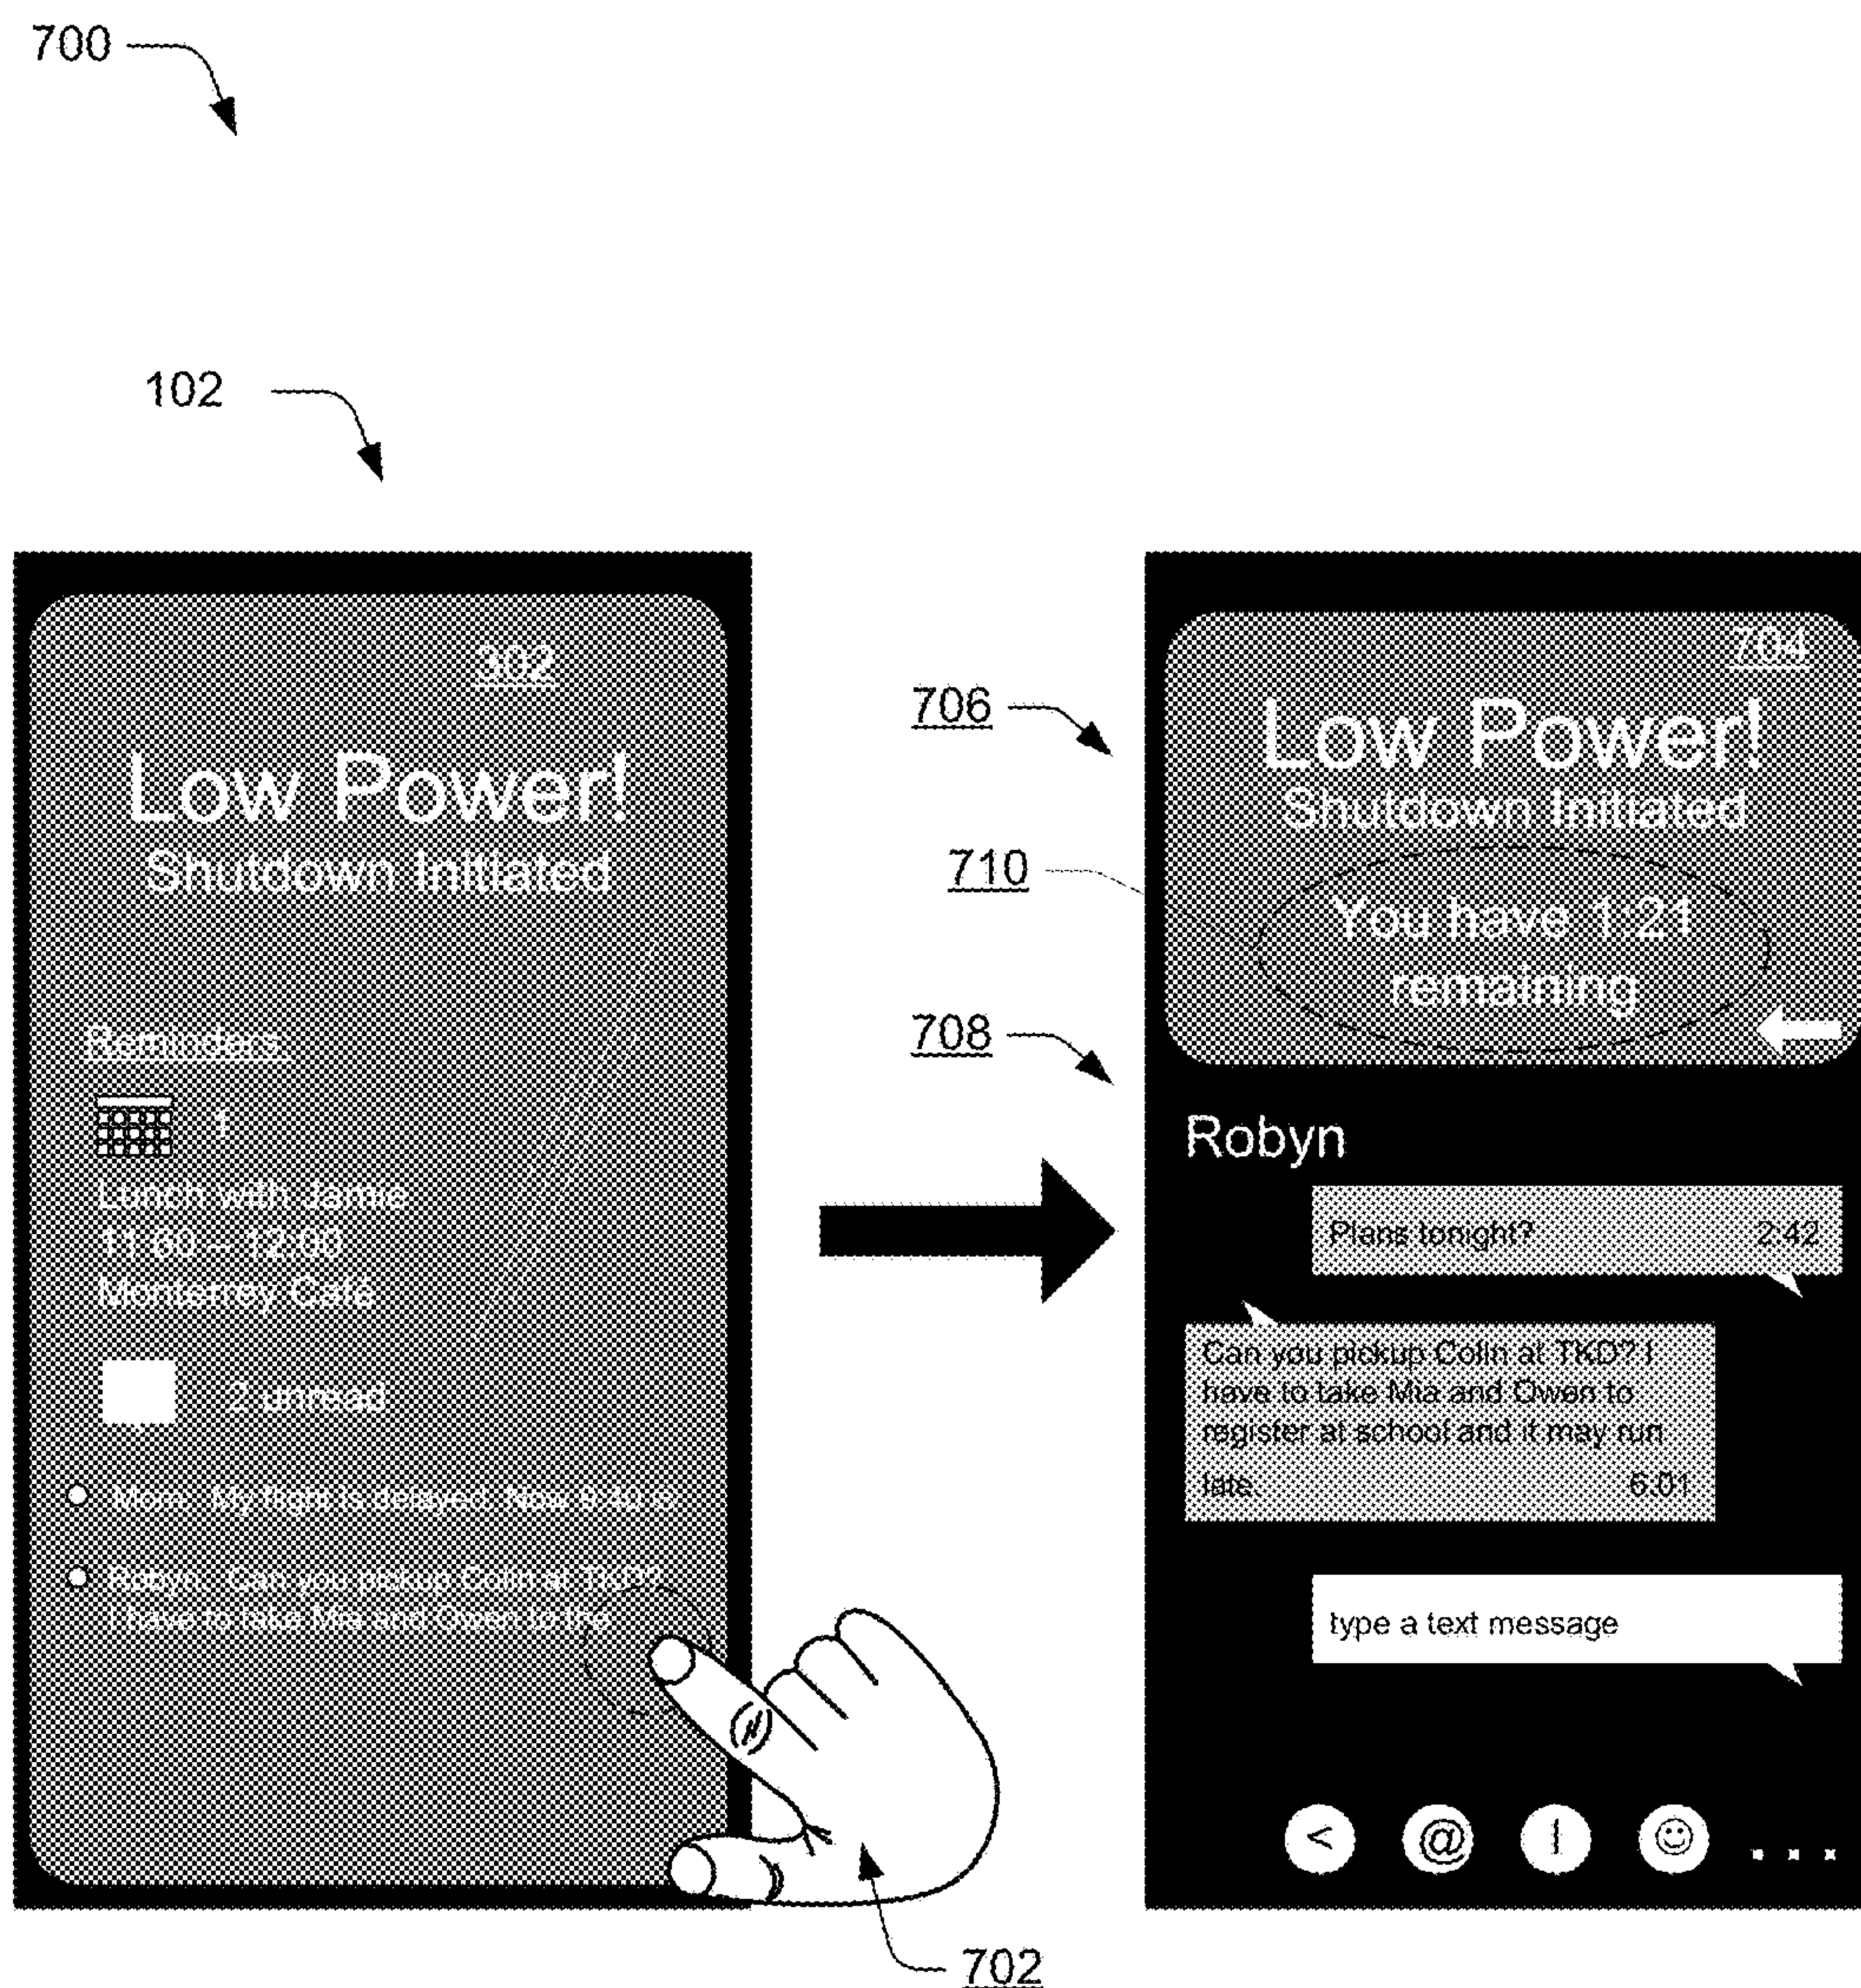 700
102
302
Low Power!
Shutdown Initiated
Reminders
1
Lunch with Jamie
12:00
Monterrey Café
2 unread
Mom: My flight is delayed. Now
Robyn: Can you pickup Colin at TKD?
I have to take Mia and Owen to the
702
706
710
708
704
Low Power!
Shutdown Initiated
You have 1:21
remaining
Robyn
Plans tonight? 2:42
Can you pickup Colin at TKD? I
have to take Mia and Owen to
register at school and it may run
late. 6:01
type a text message
< @ ! ☺ ...